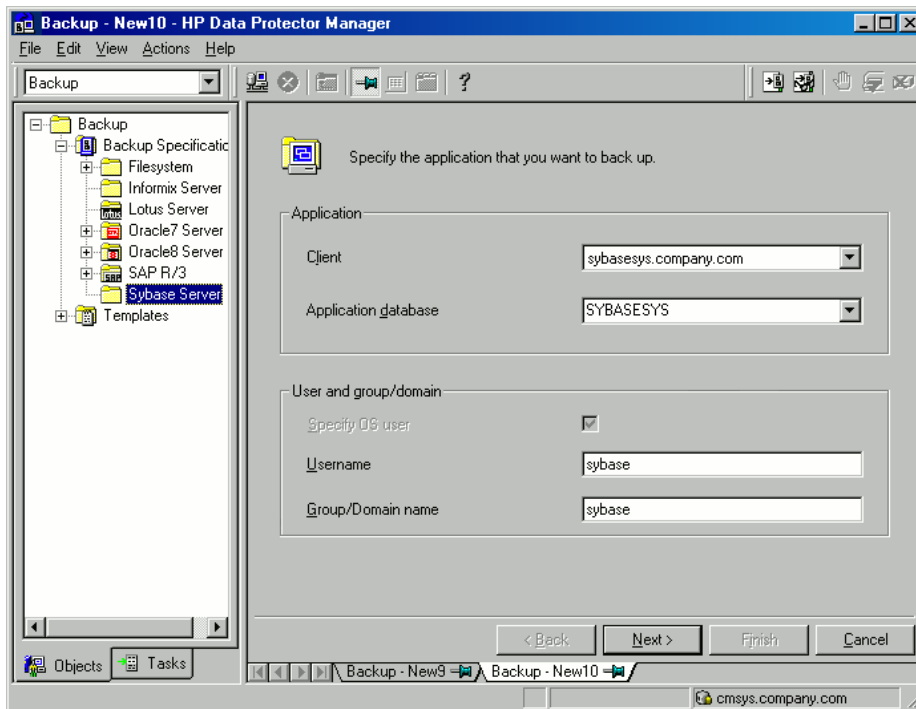 Backup - New10 - HP Data Protector Manager
File Edit View Actions Help
Backup
Backup
Backup Specificatic
Filesystem
Informix Server
Lotus Server
Oracle7 Server
Oracle8 Server
SAP R/3
Sybase Server
Templates
Specify the application that you want to back up.
Application
Client
sybasesys.company.com
Application database
SYBASESYS
User and group/domain
Specify OS user
Username
sybase
Group/Domain name
sybase
< Back Next > Finish Cancel
Objects Tasks
Backup - New9 Backup - New10
cmsys.company.com